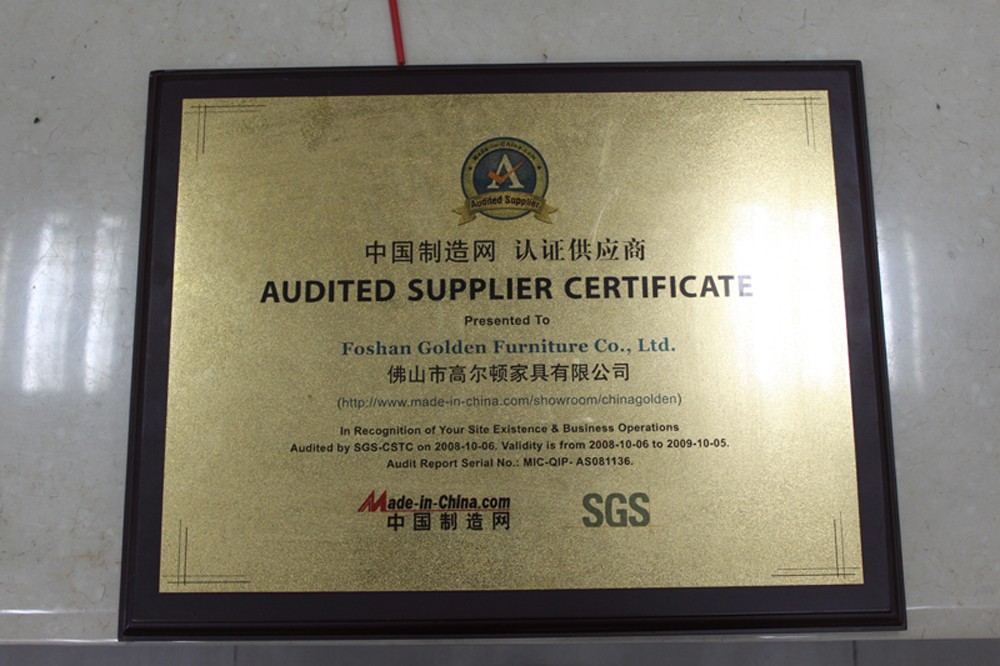 Made-in-China.com
A
Audited Supplier
中国制造网 认证供应商
AUDITED SUPPLIER CERTIFICATE
Presented To
Foshan Golden Furniture Co., Ltd.
佛山市高尔顿家具有限公司
(http://www.made-in-china.com/showroom/chinagolden)
In Recognition of Your Site Existence & Business Operations
Audited by SGS-CSTC on 2008-10-06. Validity is from 2008-10-06 to 2009-10-05.
Audit Report Serial No.: MIC-QIP- AS081136.
Made-in-China.com
中国制造网
SGS